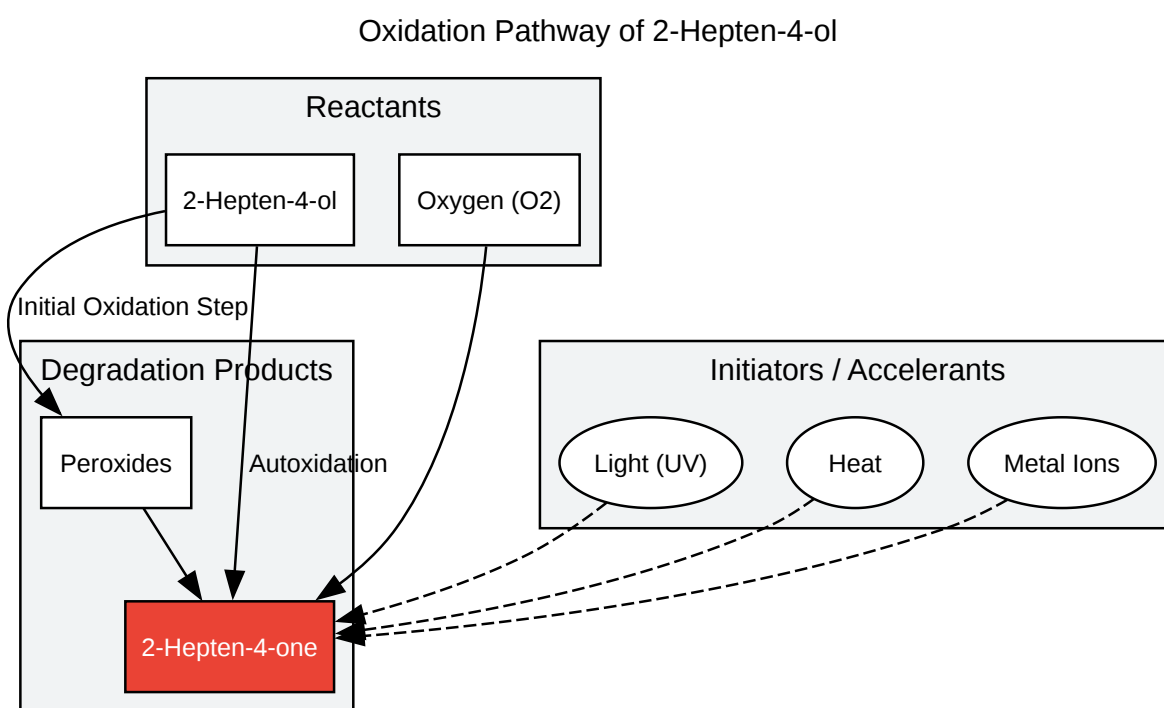 Oxidation Pathway of 2-Hepten-4-ol
Reactants
2-Hepten-4-ol
Oxygen (O2)
Initial Oxidation Step
Degradation Products
Initiators / Accelerants
Peroxides
Autoxidation
Light (UV)
Heat
Metal Ions
2-Hepten-4-one